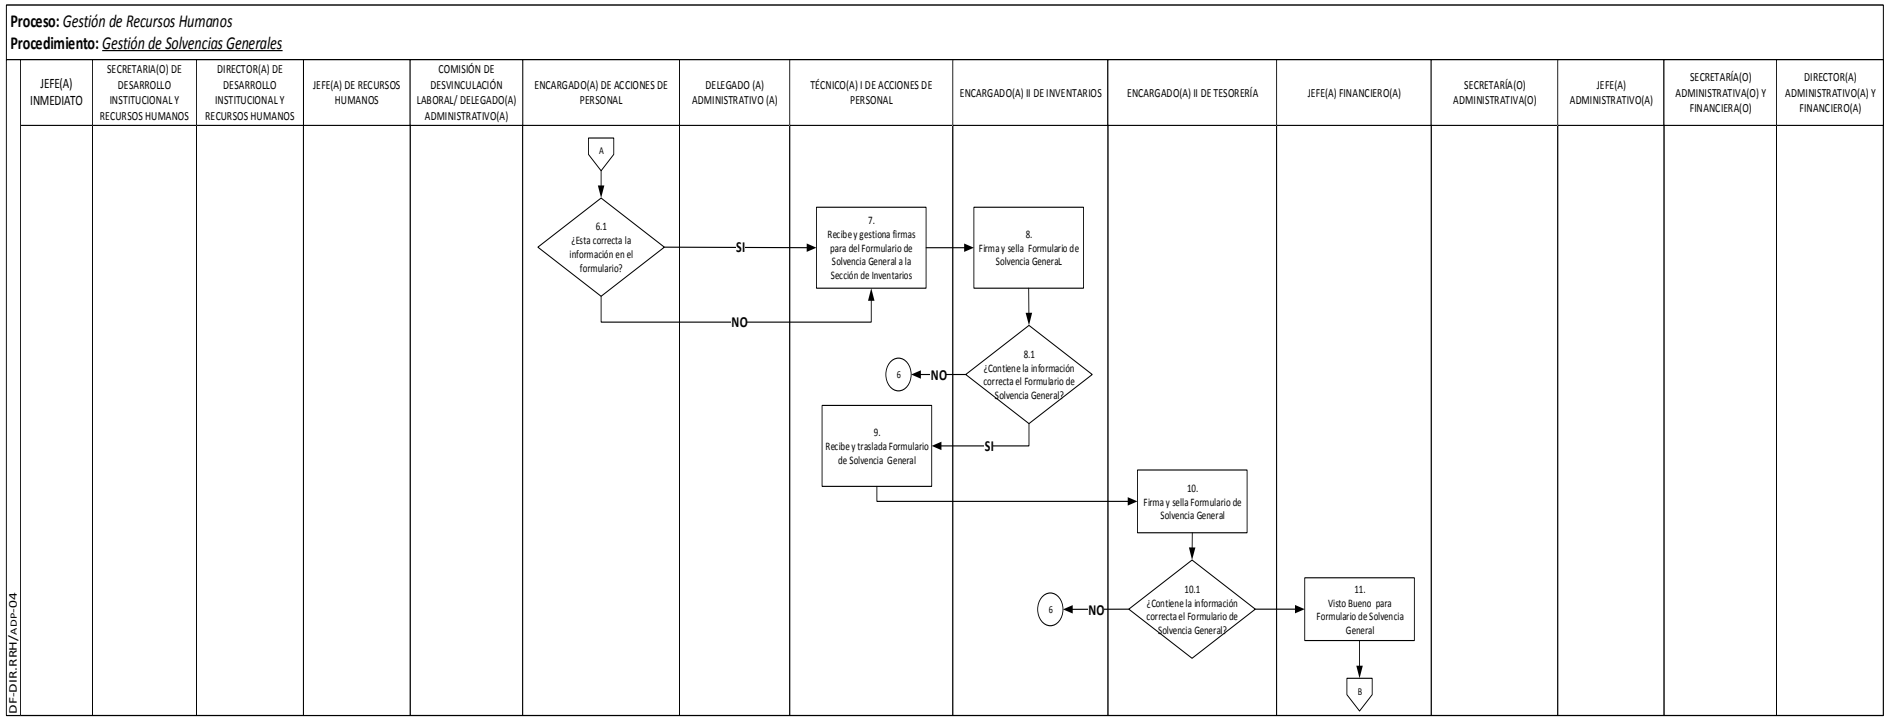 Proceso: Gestión de Recursos Humanos
Procedimiento: Gestión de Solvencias Generales
JEFE(A)
INMEDIATO
SECRETARIA(O) DE
DESARROLLO
INSTITUCIONAL Y
RECURSOS HUMANOS
DIRECTOR(A) DE
DESARROLLO
INSTITUCIONAL Y
RECURSOS HUMANOS
JEFE(A) DE RECURSOS
HUMANOS
COMISIÓN DE
DESVINCULACIÓN
LABORAL/ DELEGADO(A)
ADMINISTRATIVO(A)
ENCARGADO(A) DE ACCIONES DE
PERSONAL
DELEGADO (A)
ADMINISTRATIVO (A)
TÉCNICO(A) I DE ACCIONES DE
PERSONAL
ENCARGADO(A) II DE INVENTARIOS
ENCARGADO(A) II DE TESORERÍA
JEFE(A) FINANCIERO(A)
SECRETARÍA(O)
ADMINISTRATIVA(O)
JEFE(A)
ADMINISTRATIVO(A)
SECRETARÍA(O)
ADMINISTRATIVA(O) Y
FINANCIERA(O)
DIRECTOR(A)
ADMINISTRATIVO(A) Y
FINANCIERO(A)
A
6.1
¿Esta correcta la
información en el
formulario?
SI
NO
7.
Recibe y gestiona firmas
para del Formulario de
Solvencia General a la
Sección de Inventarios
8.
Firma y sella Formulario de
Solvencia GeneraL
8.1
¿Contiene la información
correcta el Formulario de
Solvencia General?
NO
6
SI
9.
Recibe y traslada Formulario
de Solvencia General
10.
Firma y sella Formulario de
Solvencia General
10.1
¿Contiene la información
correcta el Formulario de
Solvencia General?
NO
6
11.
Visto Bueno para
Formulario de Solvencia
General
B
DF-DIR.RRH/ADP-04